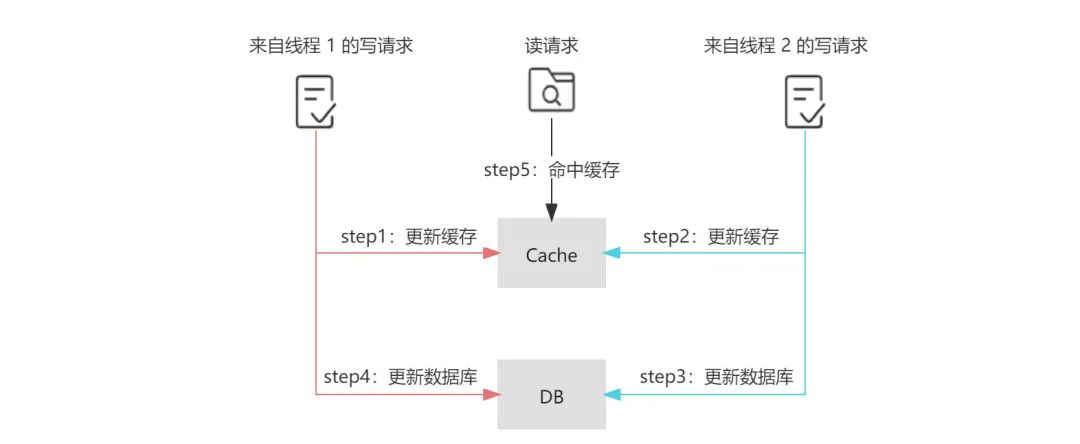 来自线程 1 的写请求
读请求
来自线程 2 的写请求
step5：命中缓存
step1：更新缓存
step2：更新缓存
Cache
step4：更新数据库
step3：更新数据库
DB